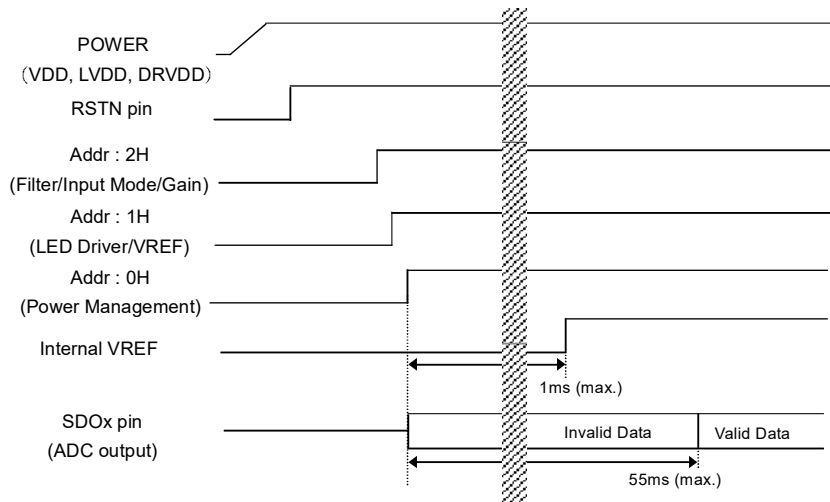 POWER
(VDD, LVDD, DRVDD)
RSTN pin
Addr : 2H
(Filter/Input Mode/Gain)
Addr : 1H
(LED Driver/VREF)
Addr : 0H
(Power Management)
Internal VREF
1ms (max.)
SDOx pin
(ADC output)
Invalid Data
Valid Data
55ms (max.)